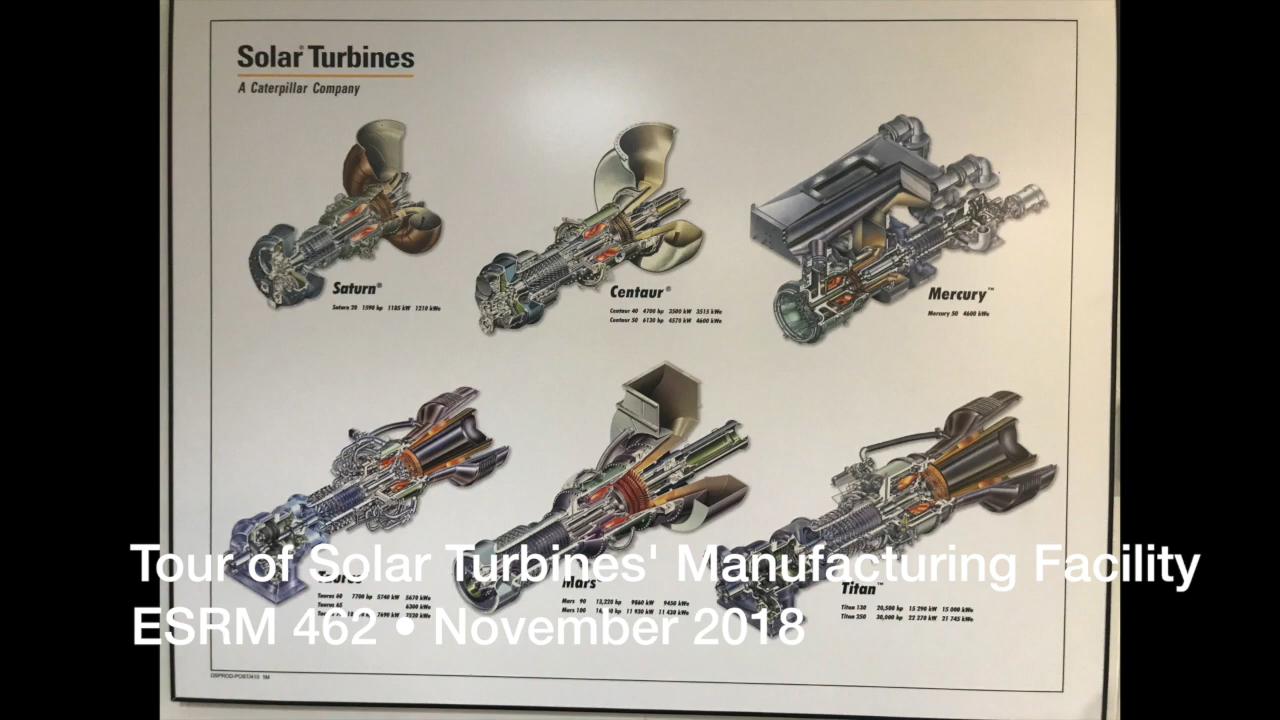 Solar® Turbines
A Caterpillar Company
Saturn®
Saturn 20 1590 hp 1185 kW 1210 kWe
Centaur®
Centaur 40 4700 hp 3500 kW 3515 kWe
Centaur 50 6130 hp 4570 kW 4600 kWe
Mercury™
Mercury 50 4600 kWe
Tour of Solar Turbines' Manufacturing Facility
Taurus 60 7700 hp 5740 kW 5670 kWe
Taurus 65 6300 kWe
7690 kW
Mars™
Mars 90 13,220 hp 9860 kW 9450 kWe
Mars 100 hp 11 930 kW 11 430 kWe
Titan™
Titan 130 20,500 hp 15 290 kW 15 000 kWe
Titan 250 30,000 hp 22 370 kW 21 745 kWe
ESRM 462 • November 2018